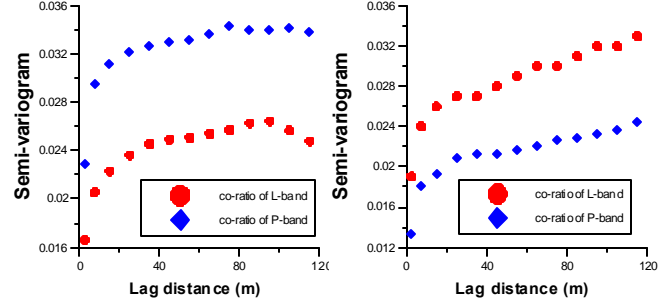 0.036
0.032
0.028
0.024
0.02
0.016
Semi-variogram
co-ratio of L-band
co-ratio of P-band
0 40 80 120
Lag distance (m)
0.036
0.032
0.028
0.024
0.020
0.016
0.012
Semi-variogram
co-ratio of L-band
co-ratio of P-band
0 40 80 120
Lag distance (m)